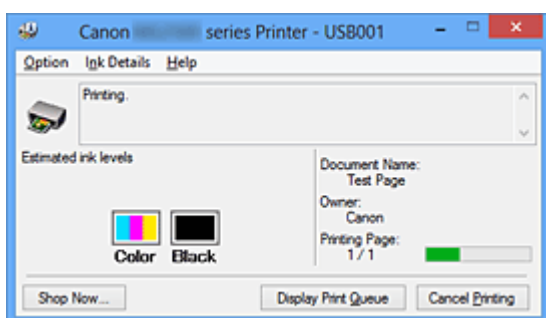 Canon series Printer - USB001
Option Ink Details Help
Printing.
Estimated ink levels
Document Name:
Test Page
Owner:
Canon
Printing Page:
1 / 1
Color Black
Shop Now... Display Print Queue Cancel Printing